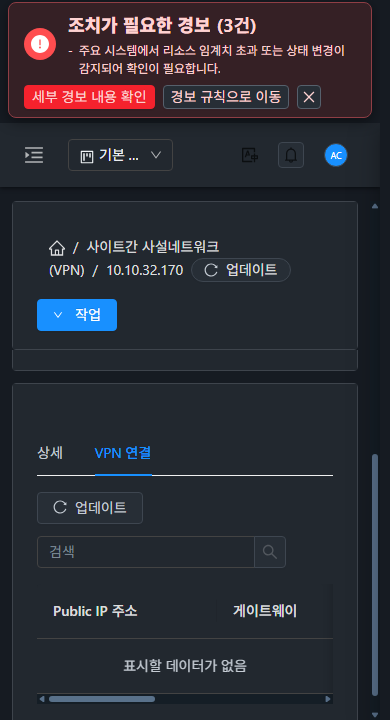 조치가 필요한 경보 (3건)
- 주요 시스템에서 리소스 임계치 초과 또는 상태 변경이
감지되어 확인이 필요합니다.
세부 경보 내용 확인 경보 규칙으로 이동
기본 ...
AC
/ 사이트간 사설네트워크
(VPN) / 10.10.32.170 업데이트
작업
상세 VPN 연결
업데이트
검색
Public IP 주소 게이트웨이
표시할 데이터가 없음